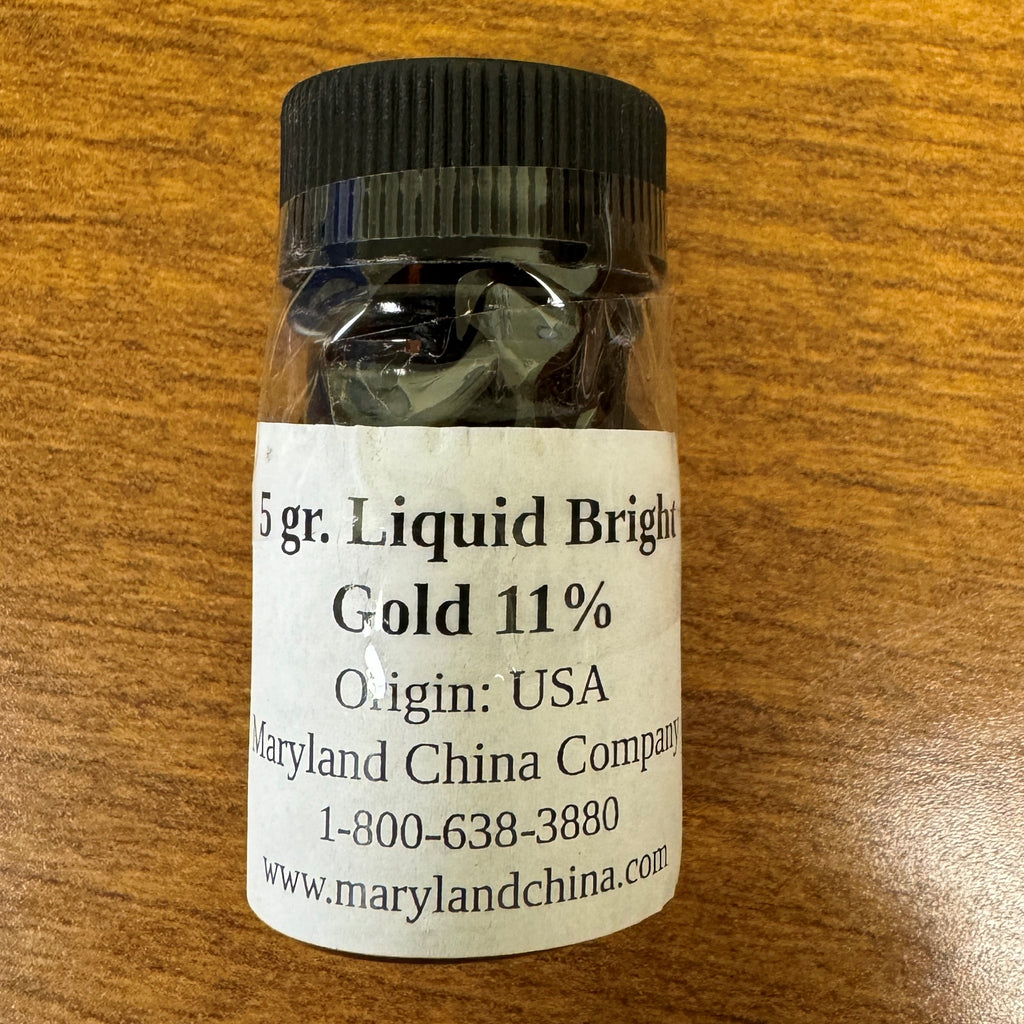 5 gr. Liquid Bright
Gold 11%
Origin: USA
Maryland China Company
1-800-638-3880
www.marylandchina.com